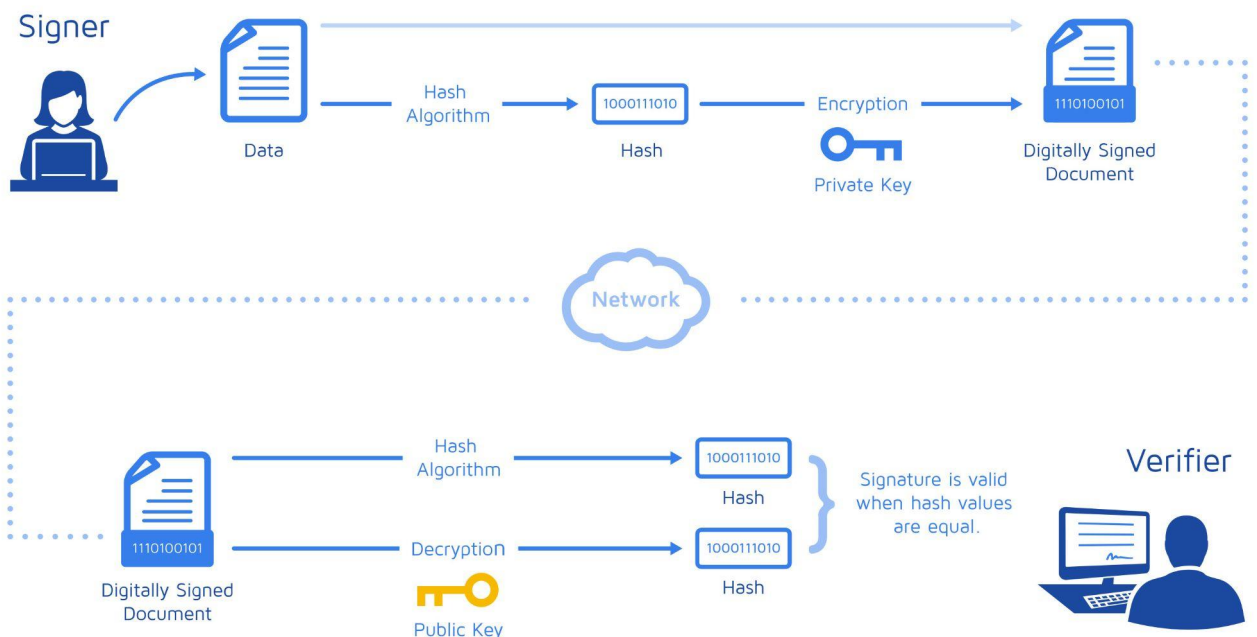 Signer
Data
Hash
Algorithm
1000111010
Hash
Encryption
Private Key
1110100101
Digitally Signed
Document
Network
1110100101
Digitally Signed
Document
Hash
Algorithm
1000111010
Hash
Decryption
Public Key
1000111010
Hash
Signature is valid
when hash values
are equal.
Verifier